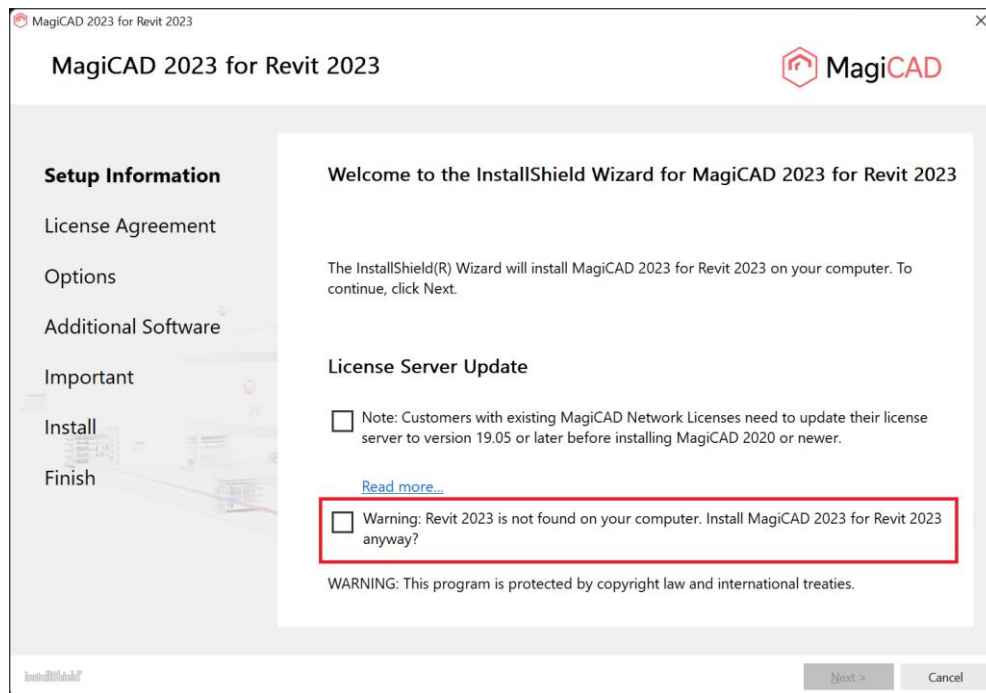 MagiCAD 2023 for Revit 2023
MagiCAD 2023 for Revit 2023
MagiCAD
Setup Information
License Agreement
Options
Additional Software
Important
Install
Finish
Welcome to the InstallShield Wizard for MagiCAD 2023 for Revit 2023
The InstallShield(R) Wizard will install MagiCAD 2023 for Revit 2023 on your computer. To
continue, click Next.
License Server Update
Note: Customers with existing MagiCAD Network Licenses need to update their license
server to version 19.05 or later before installing MagiCAD 2020 or newer.
Read more...
Warning: Revit 2023 is not found on your computer. Install MagiCAD 2023 for Revit 2023
anyway?
WARNING: This program is protected by copyright law and international treaties.
InstallShield
Next >
Cancel